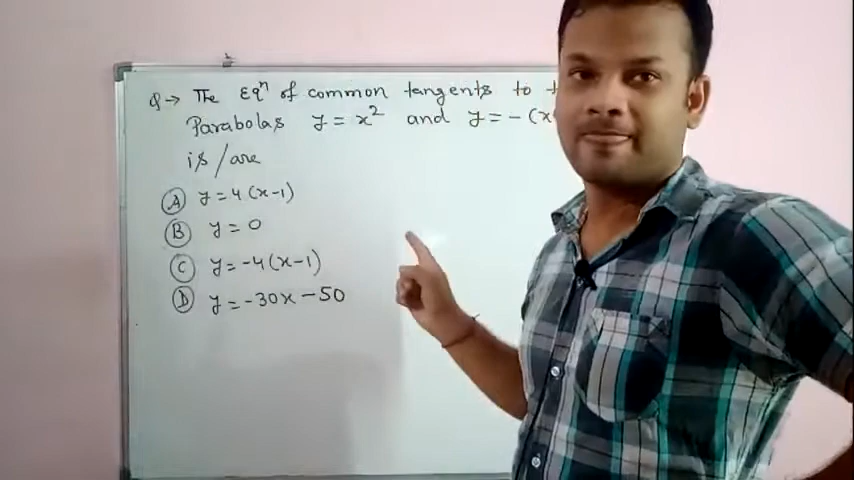 Q → The Eqn of common tangents to
Parabolas y = x² and y = - (x
is/are
(A) y = 4 (x-1)
(B) y = 0
(C) y = -4 (x-1)
(D) y = -30x - 50